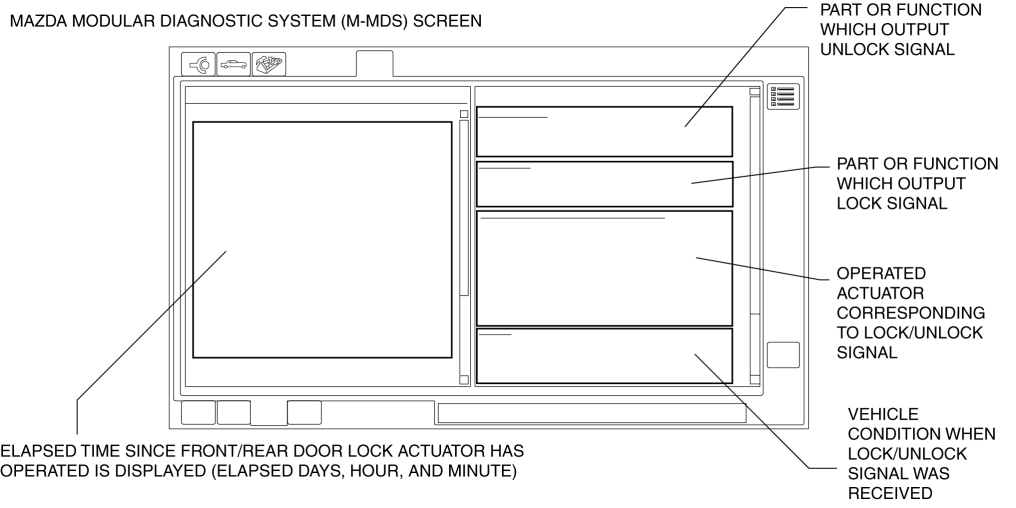 MAZDA MODULAR DIAGNOSTIC SYSTEM (M-MDS) SCREEN
PART OR FUNCTION
WHICH OUTPUT
UNLOCK SIGNAL
PART OR FUNCTION
WHICH OUTPUT
LOCK SIGNAL
OPERATED
ACTUATOR
CORRESPONDING
TO LOCK/UNLOCK
SIGNAL
VEHICLE
CONDITION WHEN
LOCK/UNLOCK
SIGNAL WAS
RECEIVED
ELAPSED TIME SINCE FRONT/REAR DOOR LOCK ACTUATOR HAS
OPERATED IS DISPLAYED (ELAPSED DAYS, HOUR, AND MINUTE)